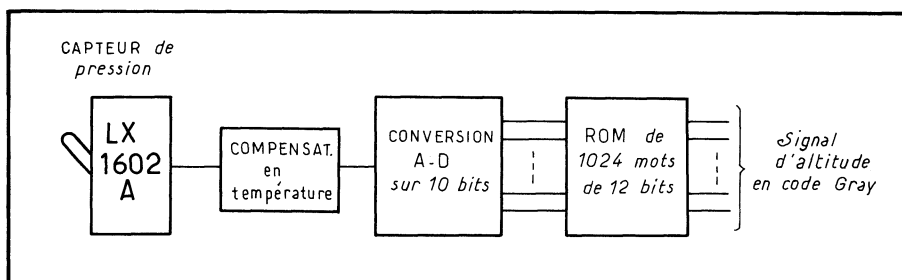 CAPTEUR de
pression
LX
1602
A
COMPENSAT.
en
température
CONVERSION
A-D
sur 10 bits
ROM de
1024 mots
de 12 bits
Signal
d'altitude
en code Gray